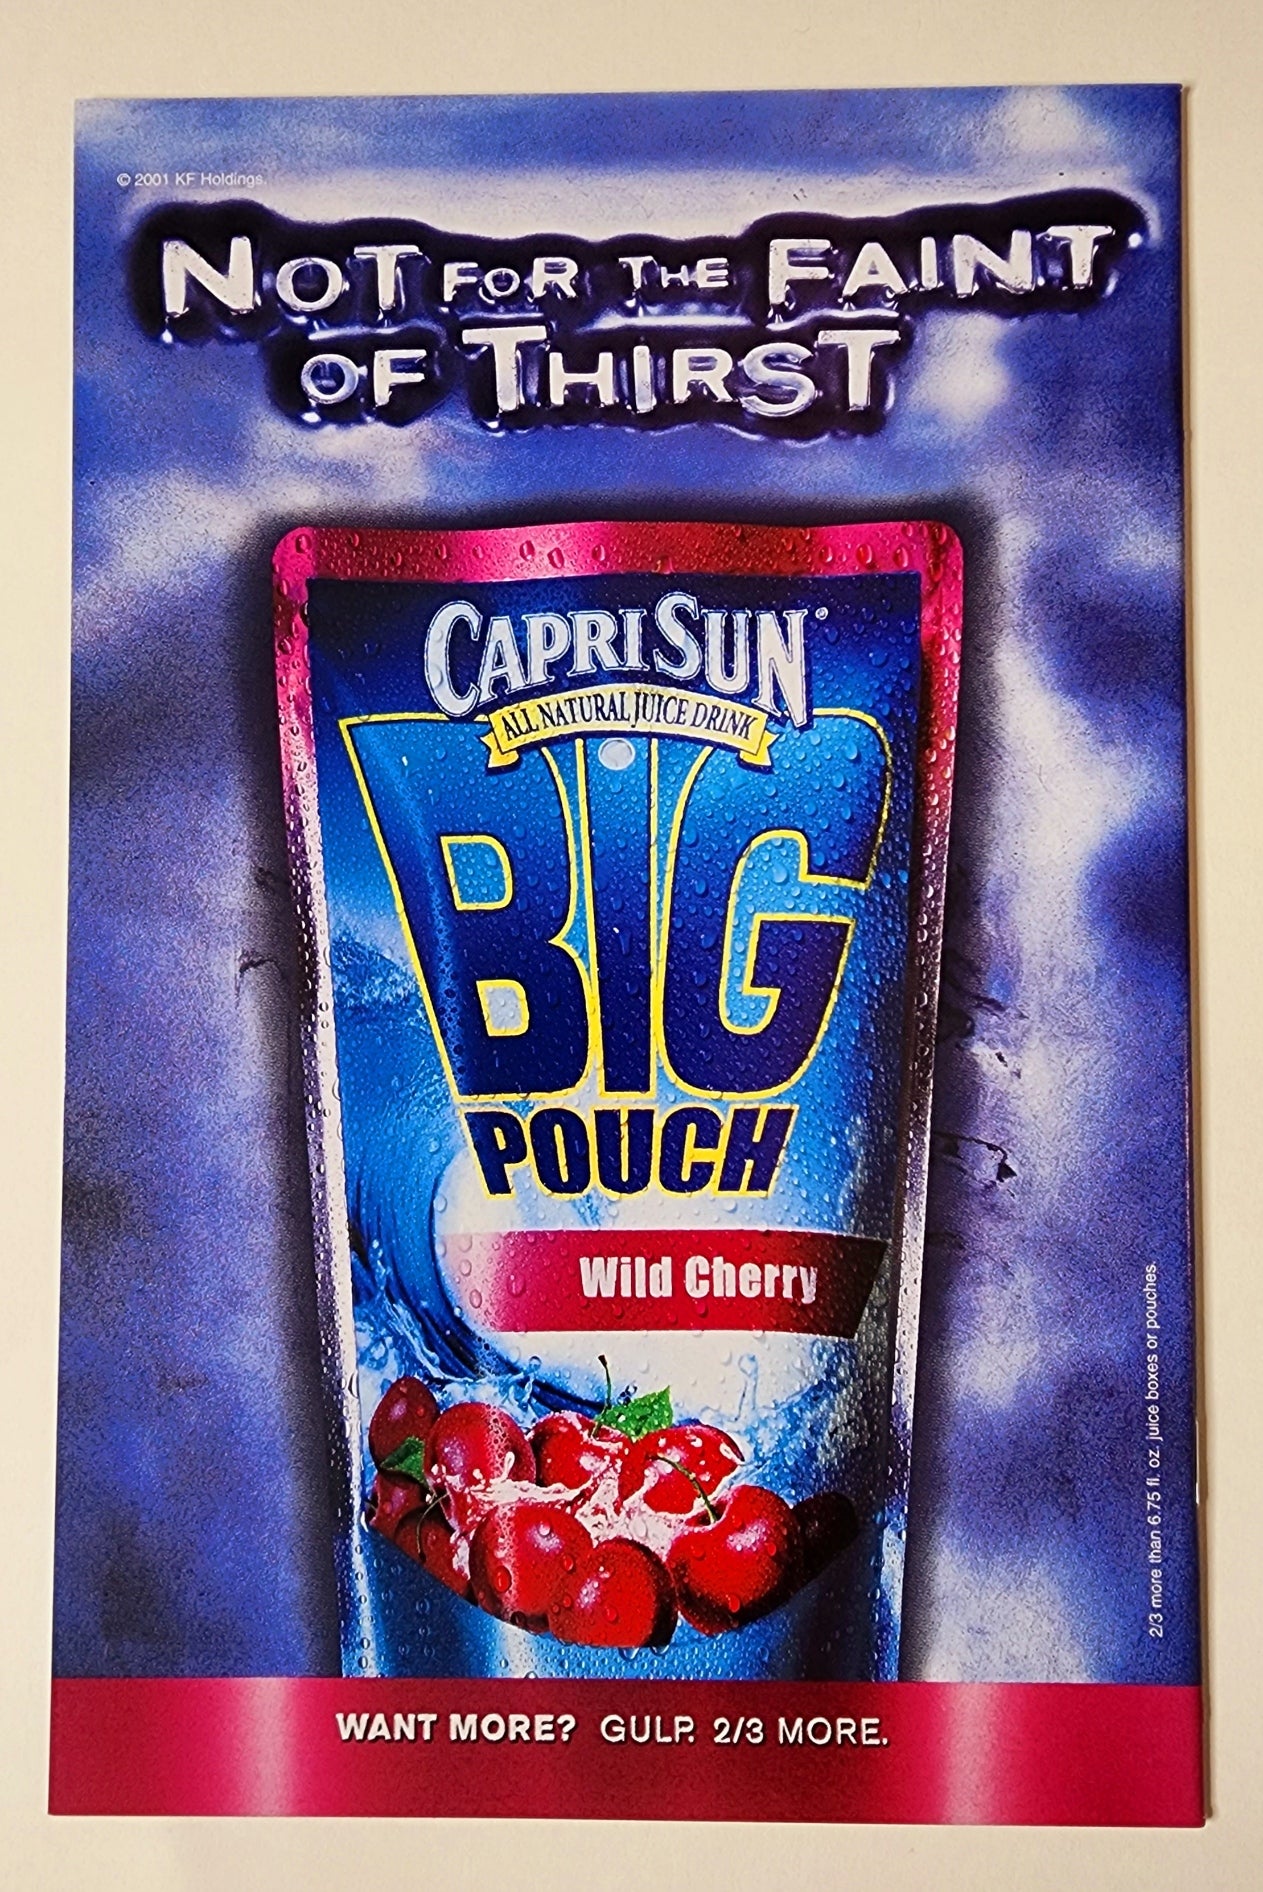 © 2001 KF Holdings.
NOT FOR THE FAINT
OF THIRST
CAPRI SUN®
ALL NATURAL JUICE DRINK
BIG
POUCH
Wild Cherry
2/3 more than 6.75 fl. oz. juice boxes or pouches.
WANT MORE? GULP. 2/3 MORE.